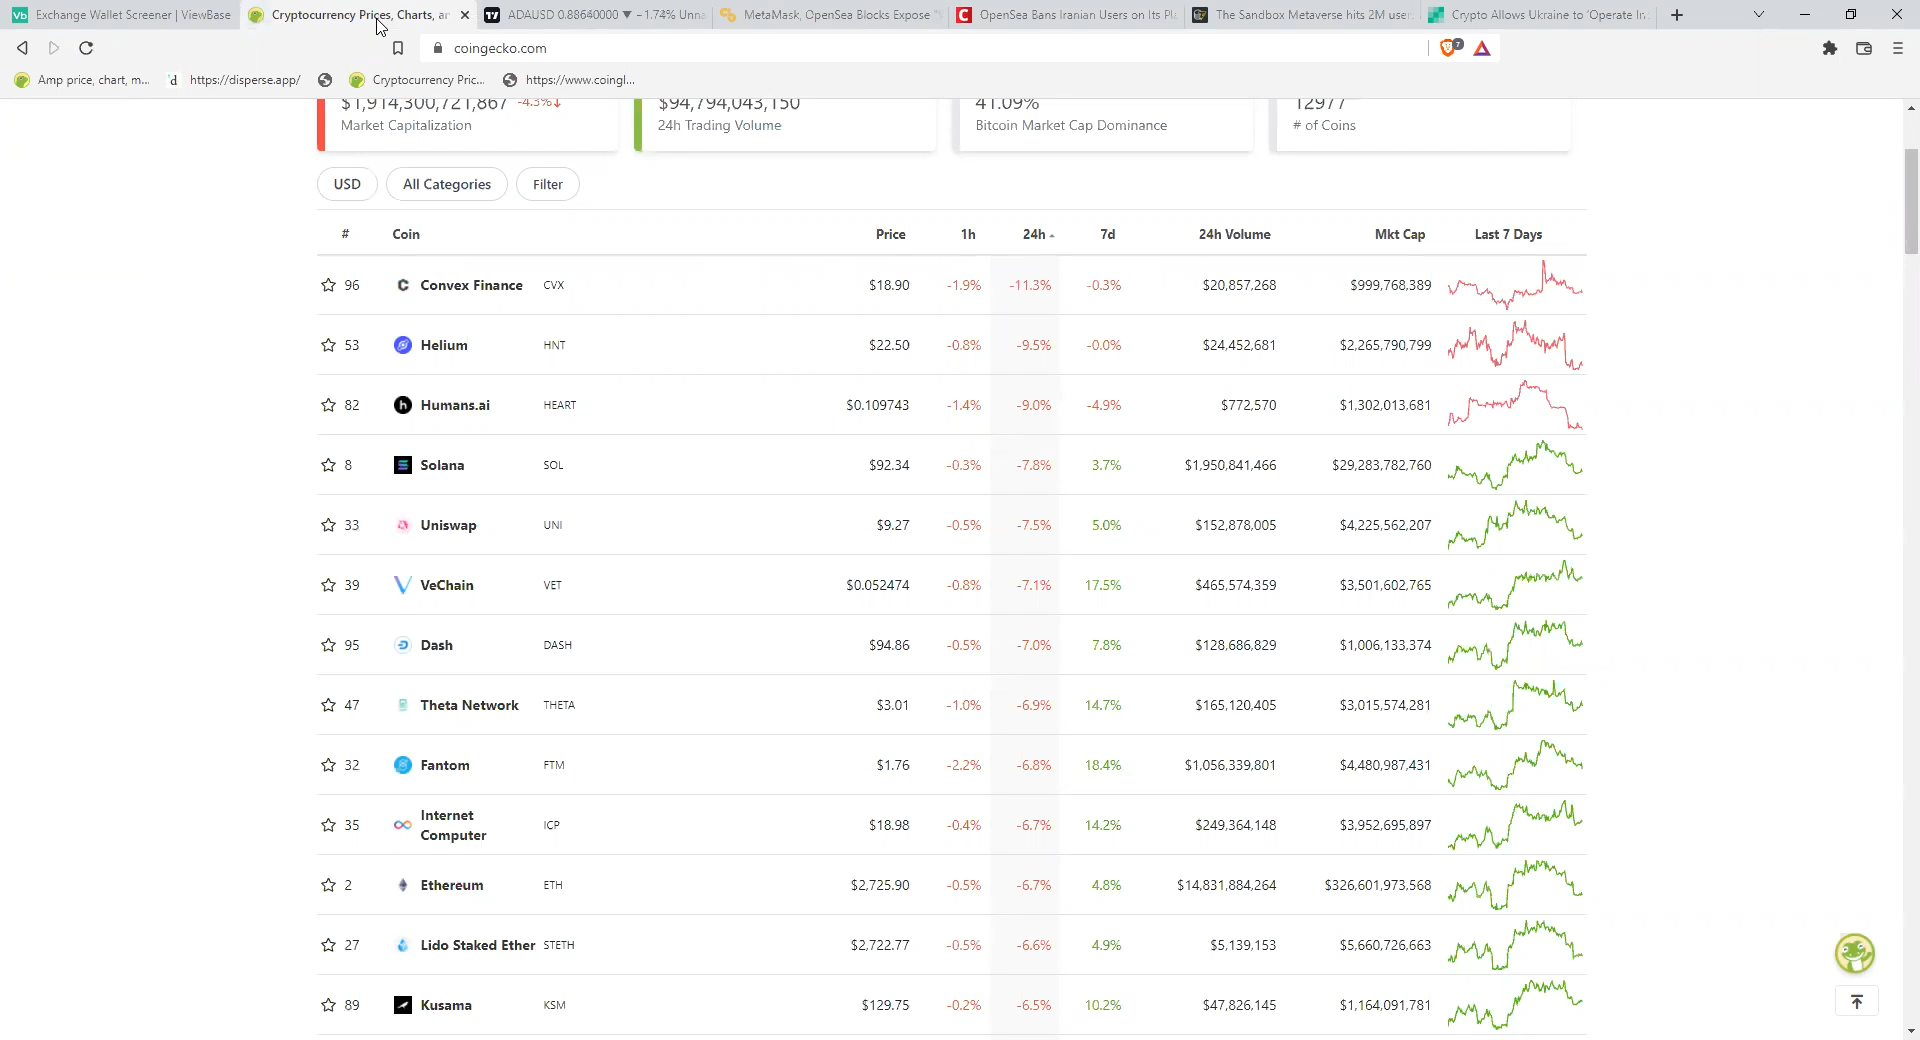 Vb Exchange Wallet Screener | ViewBase
Cryptocurrency Prices, Charts, ar
ADAUSD 0.88640000 ▼ −1.74% Unna
MetaMask, OpenSea Blocks Expose
OpenSea Bans Iranian Users on Its Pl
The Sandbox Metaverse hits 2M user
Crypto Allows Ukraine to 'Operate In
coingecko.com
7
Amp price, chart, m...
d https://disperse.app/
Cryptocurrency Pric...
https://www.coingl...
$1,914,300,721,867 -4.3%
$94,794,043,150
41.09%
12977
Market Capitalization
24h Trading Volume
Bitcoin Market Cap Dominance
# of Coins
USD
All Categories
Filter
# Coin Price 1h 24h 7d 24h Volume Mkt Cap Last 7 Days
96 Convex Finance CVX $18.90 -1.9% -11.3% -0.3% $20,857,268 $999,768,389
53 Helium HNT $22.50 -0.8% -9.5% -0.0% $24,452,681 $2,265,790,799
82 Humans.ai HEART $0.109743 -1.4% -9.0% -4.9% $772,570 $1,302,013,681
8 Solana SOL $92.34 -0.3% -7.8% 3.7% $1,950,841,466 $29,283,782,760
33 Uniswap UNI $9.27 -0.5% -7.5% 5.0% $152,878,005 $4,225,562,207
39 VeChain VET $0.052474 -0.8% -7.1% 17.5% $465,574,359 $3,501,602,765
95 Dash DASH $94.86 -0.5% -7.0% 7.8% $128,686,829 $1,006,133,374
47 Theta Network THETA $3.01 -1.0% -6.9% 14.7% $165,120,405 $3,015,574,281
32 Fantom FTM $1.76 -2.2% -6.8% 18.4% $1,056,339,801 $4,480,987,431
35 Internet Computer ICP $18.98 -0.4% -6.7% 14.2% $249,364,148 $3,952,695,897
2 Ethereum ETH $2,725.90 -0.5% -6.7% 4.8% $14,831,884,264 $326,601,973,568
27 Lido Staked Ether STETH $2,722.77 -0.5% -6.6% 4.9% $5,139,153 $5,660,726,663
89 Kusama KSM $129.75 -0.2% -6.5% 10.2% $47,826,145 $1,164,091,781